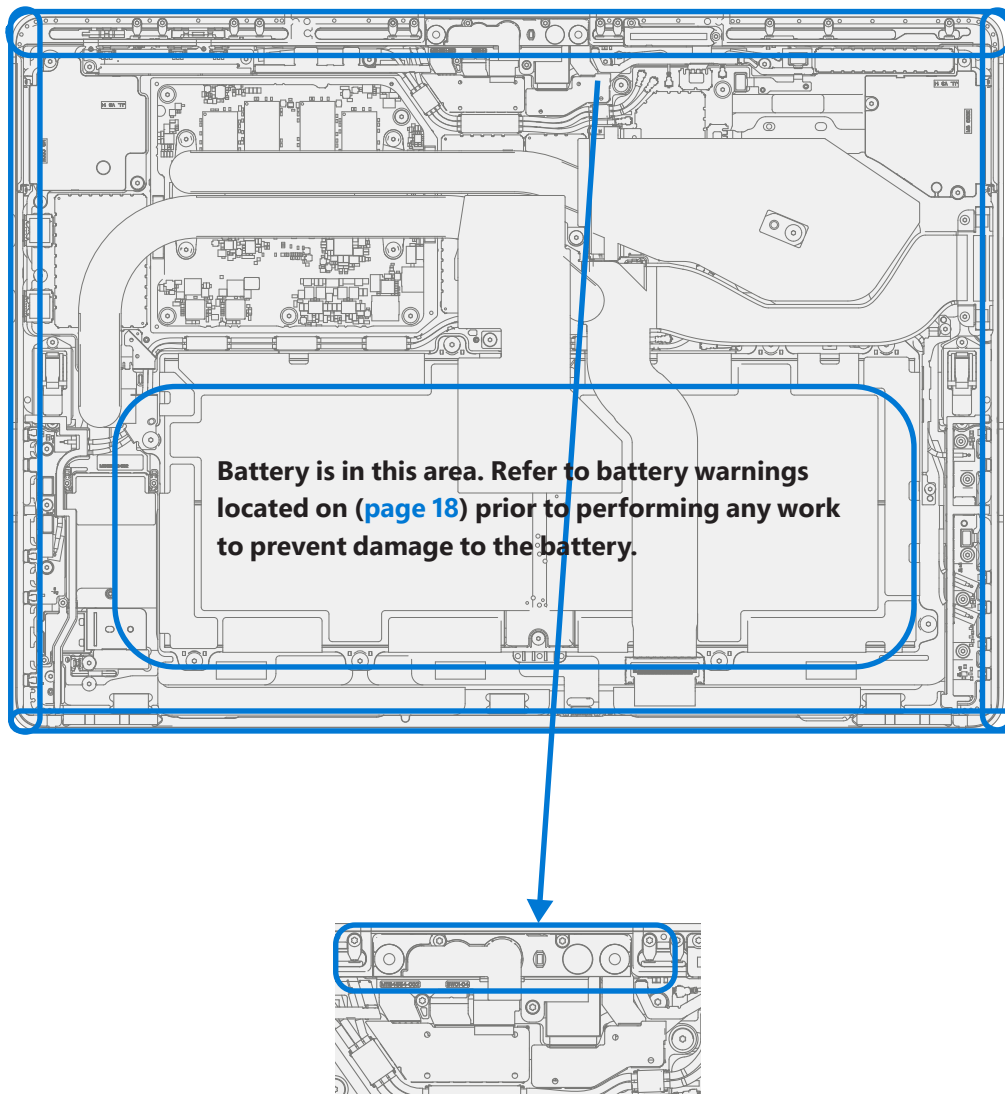 Battery is in this area. Refer to battery warnings
located on (page 18) prior to performing any work
to prevent damage to the battery.